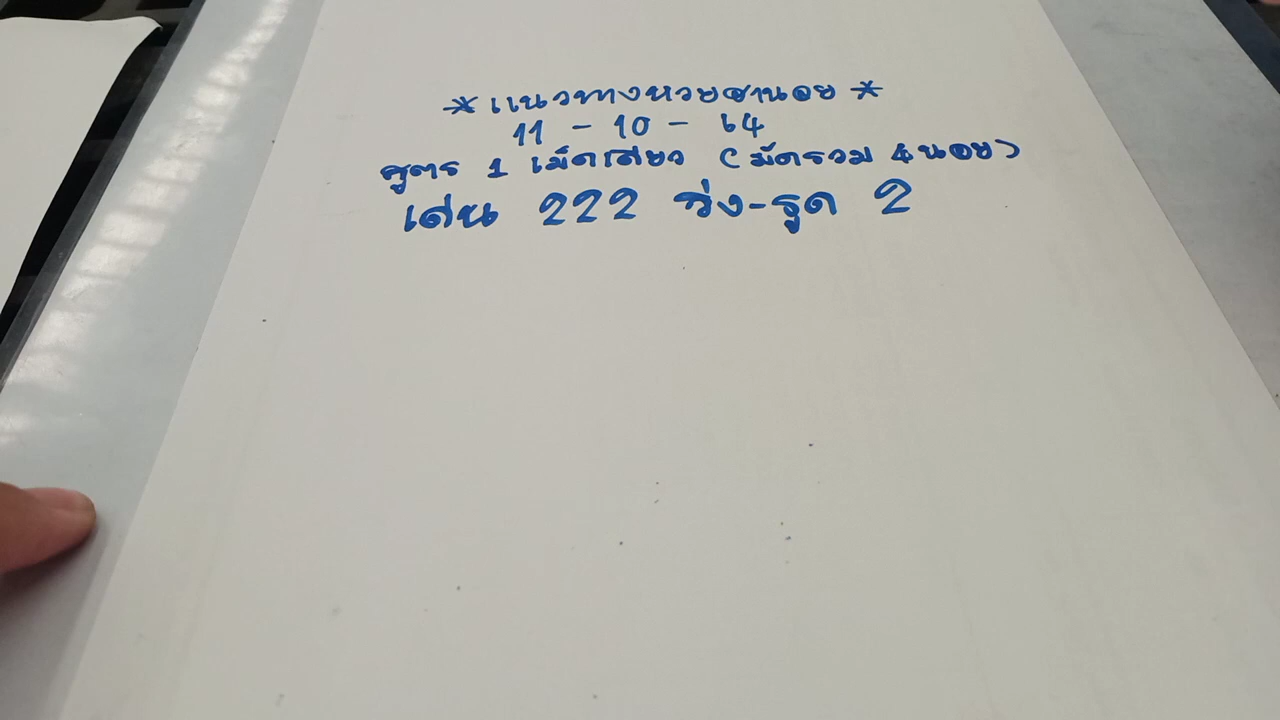 * แนวทางหวยฮานอย *
11 - 10 - 64
สูตร 1 เม็ดเดียว (มัดรวม 4 นอย)
เด่น 222 วิ่ง-รูด 2